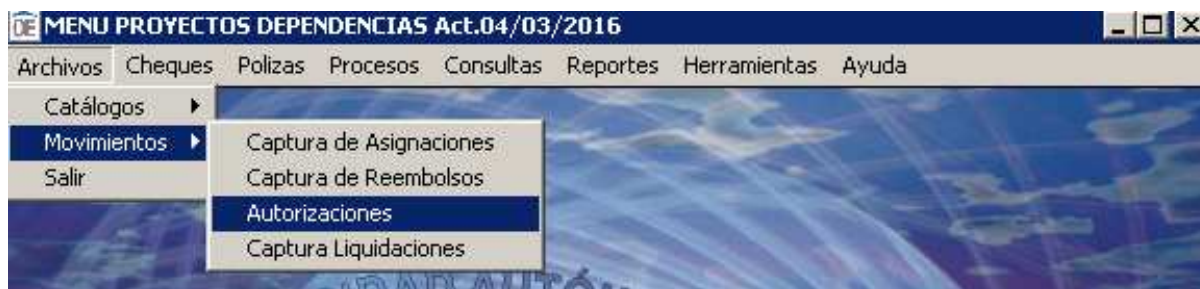 MENU PROYECTOS DEPENDENCIAS Act.04/03/2016
Archivos Cheques Polizas Procesos Consultas Reportes Herramientas Ayuda
Catálogos
Movimientos
Salir
Captura de Asignaciones
Captura de Reembolsos
Autorizaciones
Captura Liquidaciones